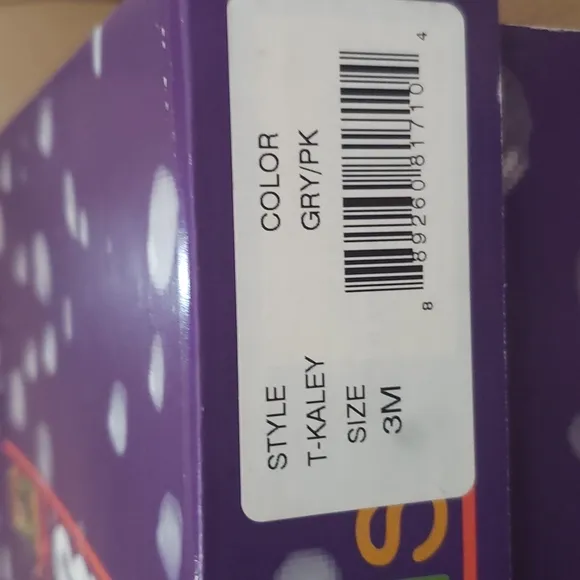 STYLE COLOR
T-KALEY GRY/PK
SIZE
3M
8 89260 81710 4
S